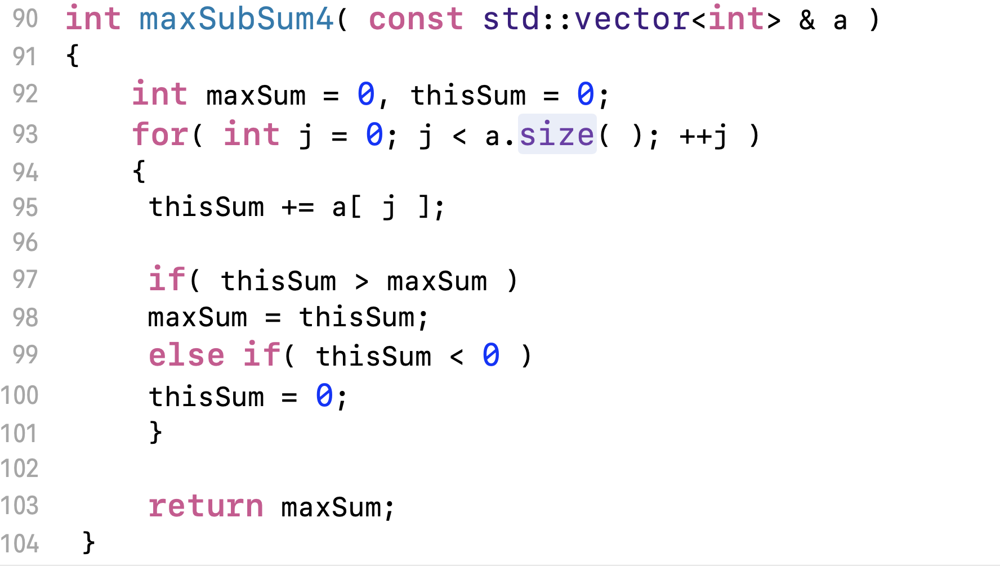 90 int maxSubSum4( const std::vector<int> & a )
91 {
92 int maxSum = 0, thisSum = 0;
93 for( int j = 0; j < a.size( ); ++j )
94 {
95 thisSum += a[ j ];
96
97 if( thisSum > maxSum )
98 maxSum = thisSum;
99 else if( thisSum < 0 )
100 thisSum = 0;
101 }
102
103 return maxSum;
104 }